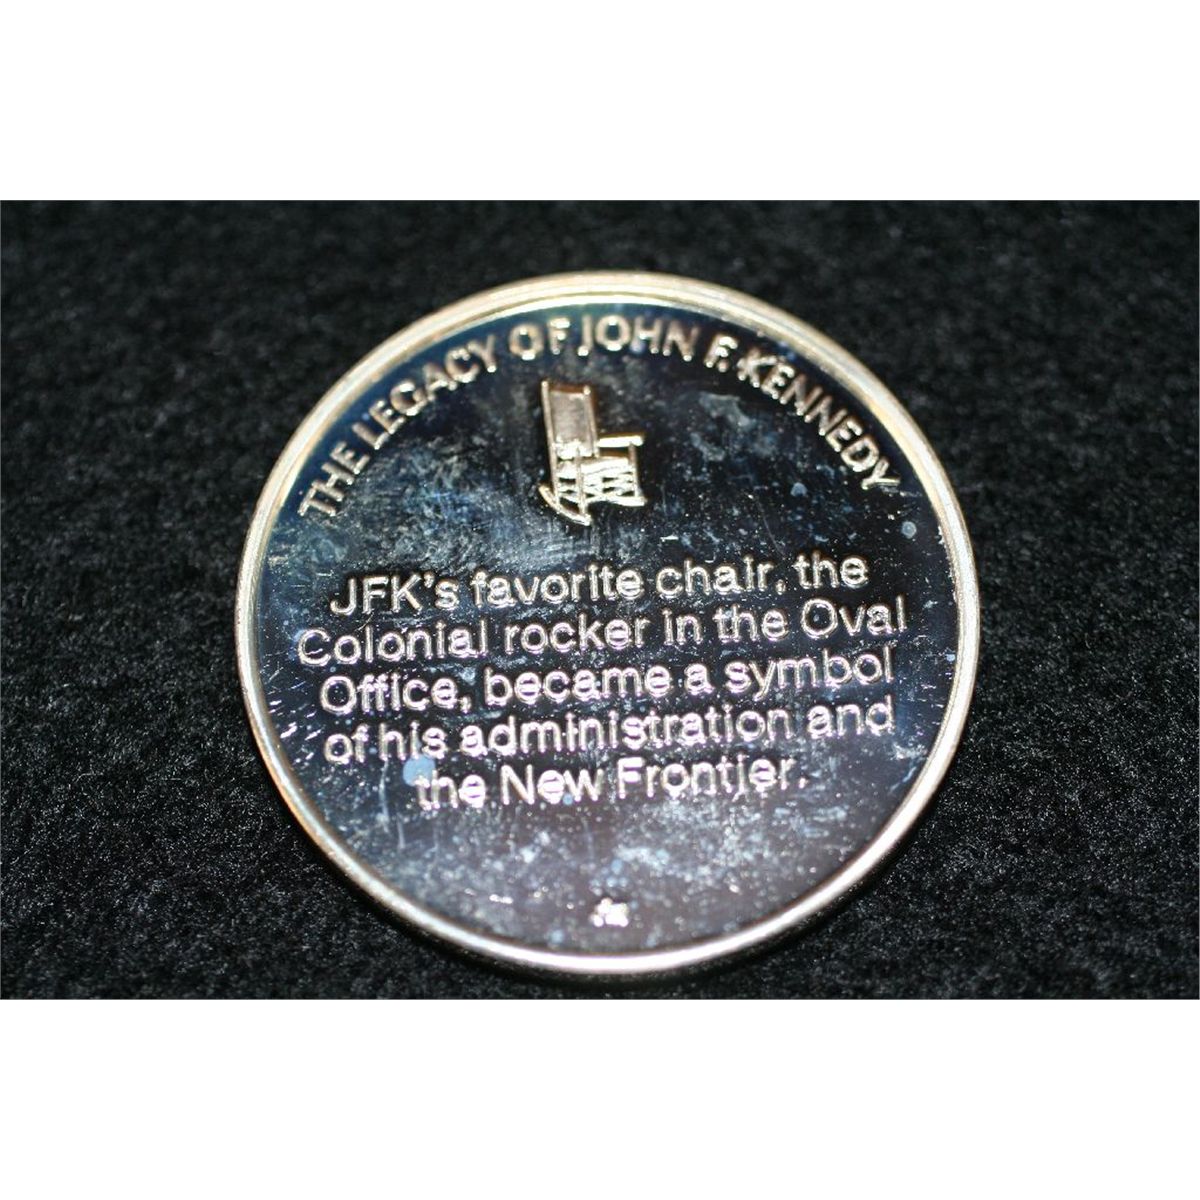 THE LEGACY OF JOHN F. KENNEDY
JFK's favorite chair, the
Colonial rocker in the Oval
Office, became a symbol
of his administration and
the New Frontier.